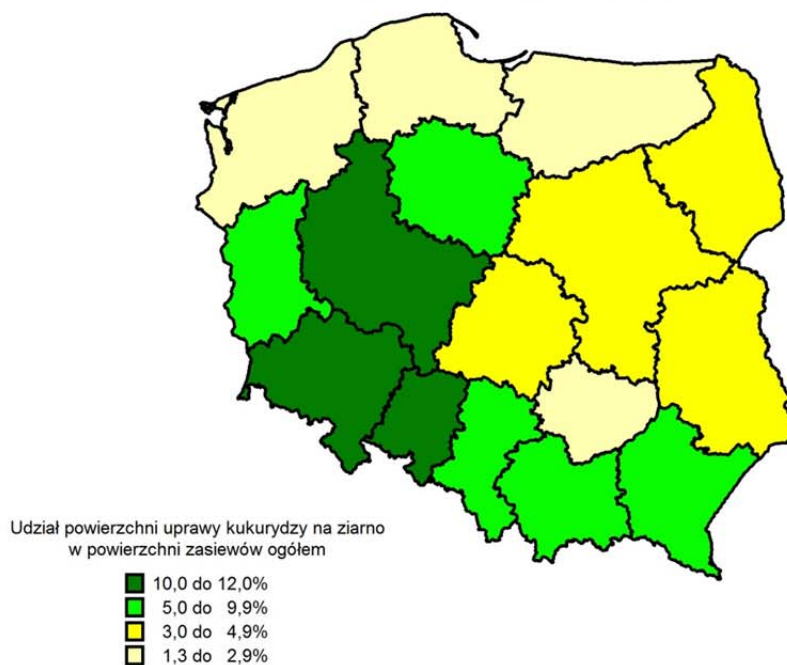 Udział powierzchni uprawy kukurydzy na ziarno
w powierzchni zasiewów ogółem
10,0 do 12,0%
5,0 do 9,9%
3,0 do 4,9%
1,3 do 2,9%